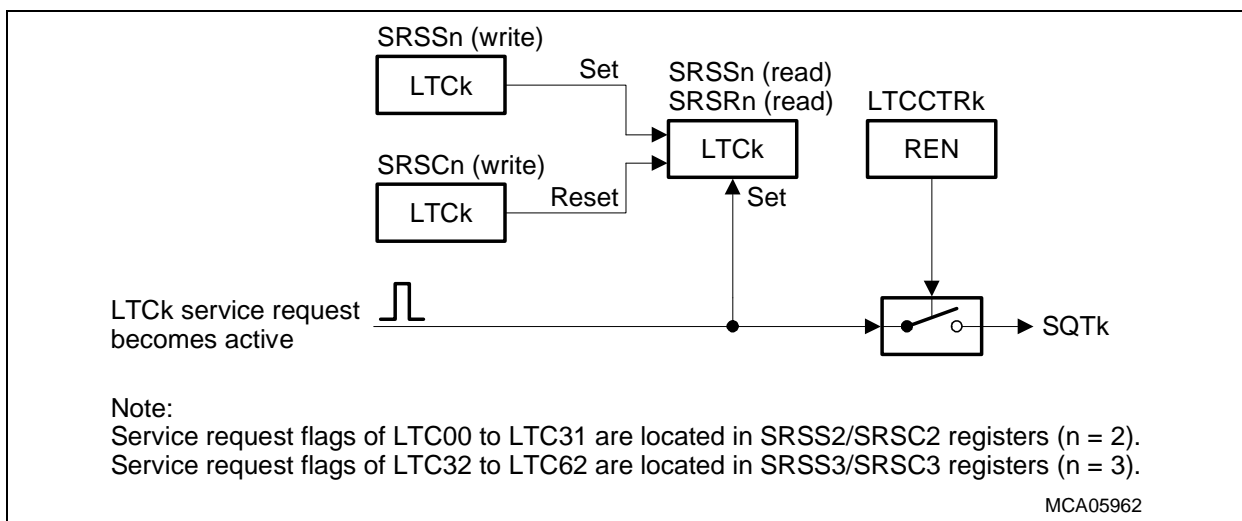 SRSSn (write)
LTCk
Set
SRSSn (read)
SRSRn (read)
LTCk
LTCCTRk
REN
SRSCn (write)
LTCk
Reset
Set
LTCk service request
becomes active
SQTk
Note:
Service request flags of LTC00 to LTC31 are located in SRSS2/SRSC2 registers (n = 2).
Service request flags of LTC32 to LTC62 are located in SRSS3/SRSC3 registers (n = 3).
MCA05962